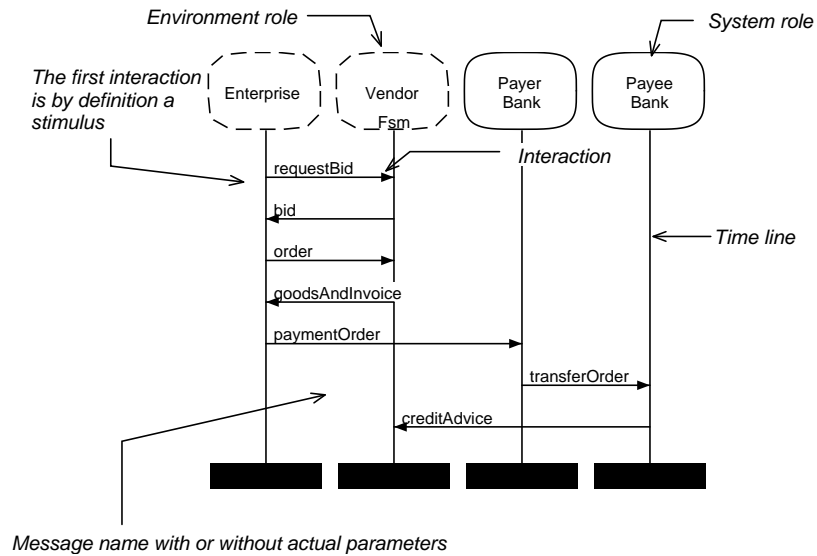 Environment role
System role
The first interaction
is by definition a
stimulus
Enterprise
Vendor
Fsm
Payer
Bank
Payee
Bank
requestBid
Interaction
bid
Time line
order
goodsAndInvoice
paymentOrder
transferOrder
creditAdvice
Message name with or without actual parameters